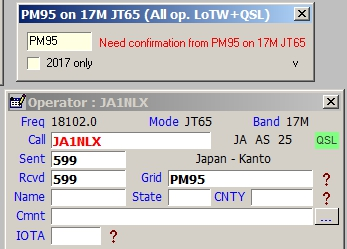 PM95 on 17M JT65 (All op. LoTW+QSL)
PM95 Need confirmation from PM95 on 17M JT65
2017 only v
Operator : JA1NLX
Freq 18102.0 Mode JT65 Band 17M
Call JA1NLX JA AS 25 QSL
Sent 599 Japan - Kanto
Rcvd 599 Grid PM95 ?
Name State CNTY ?
Cmnt ...
IOTA ?